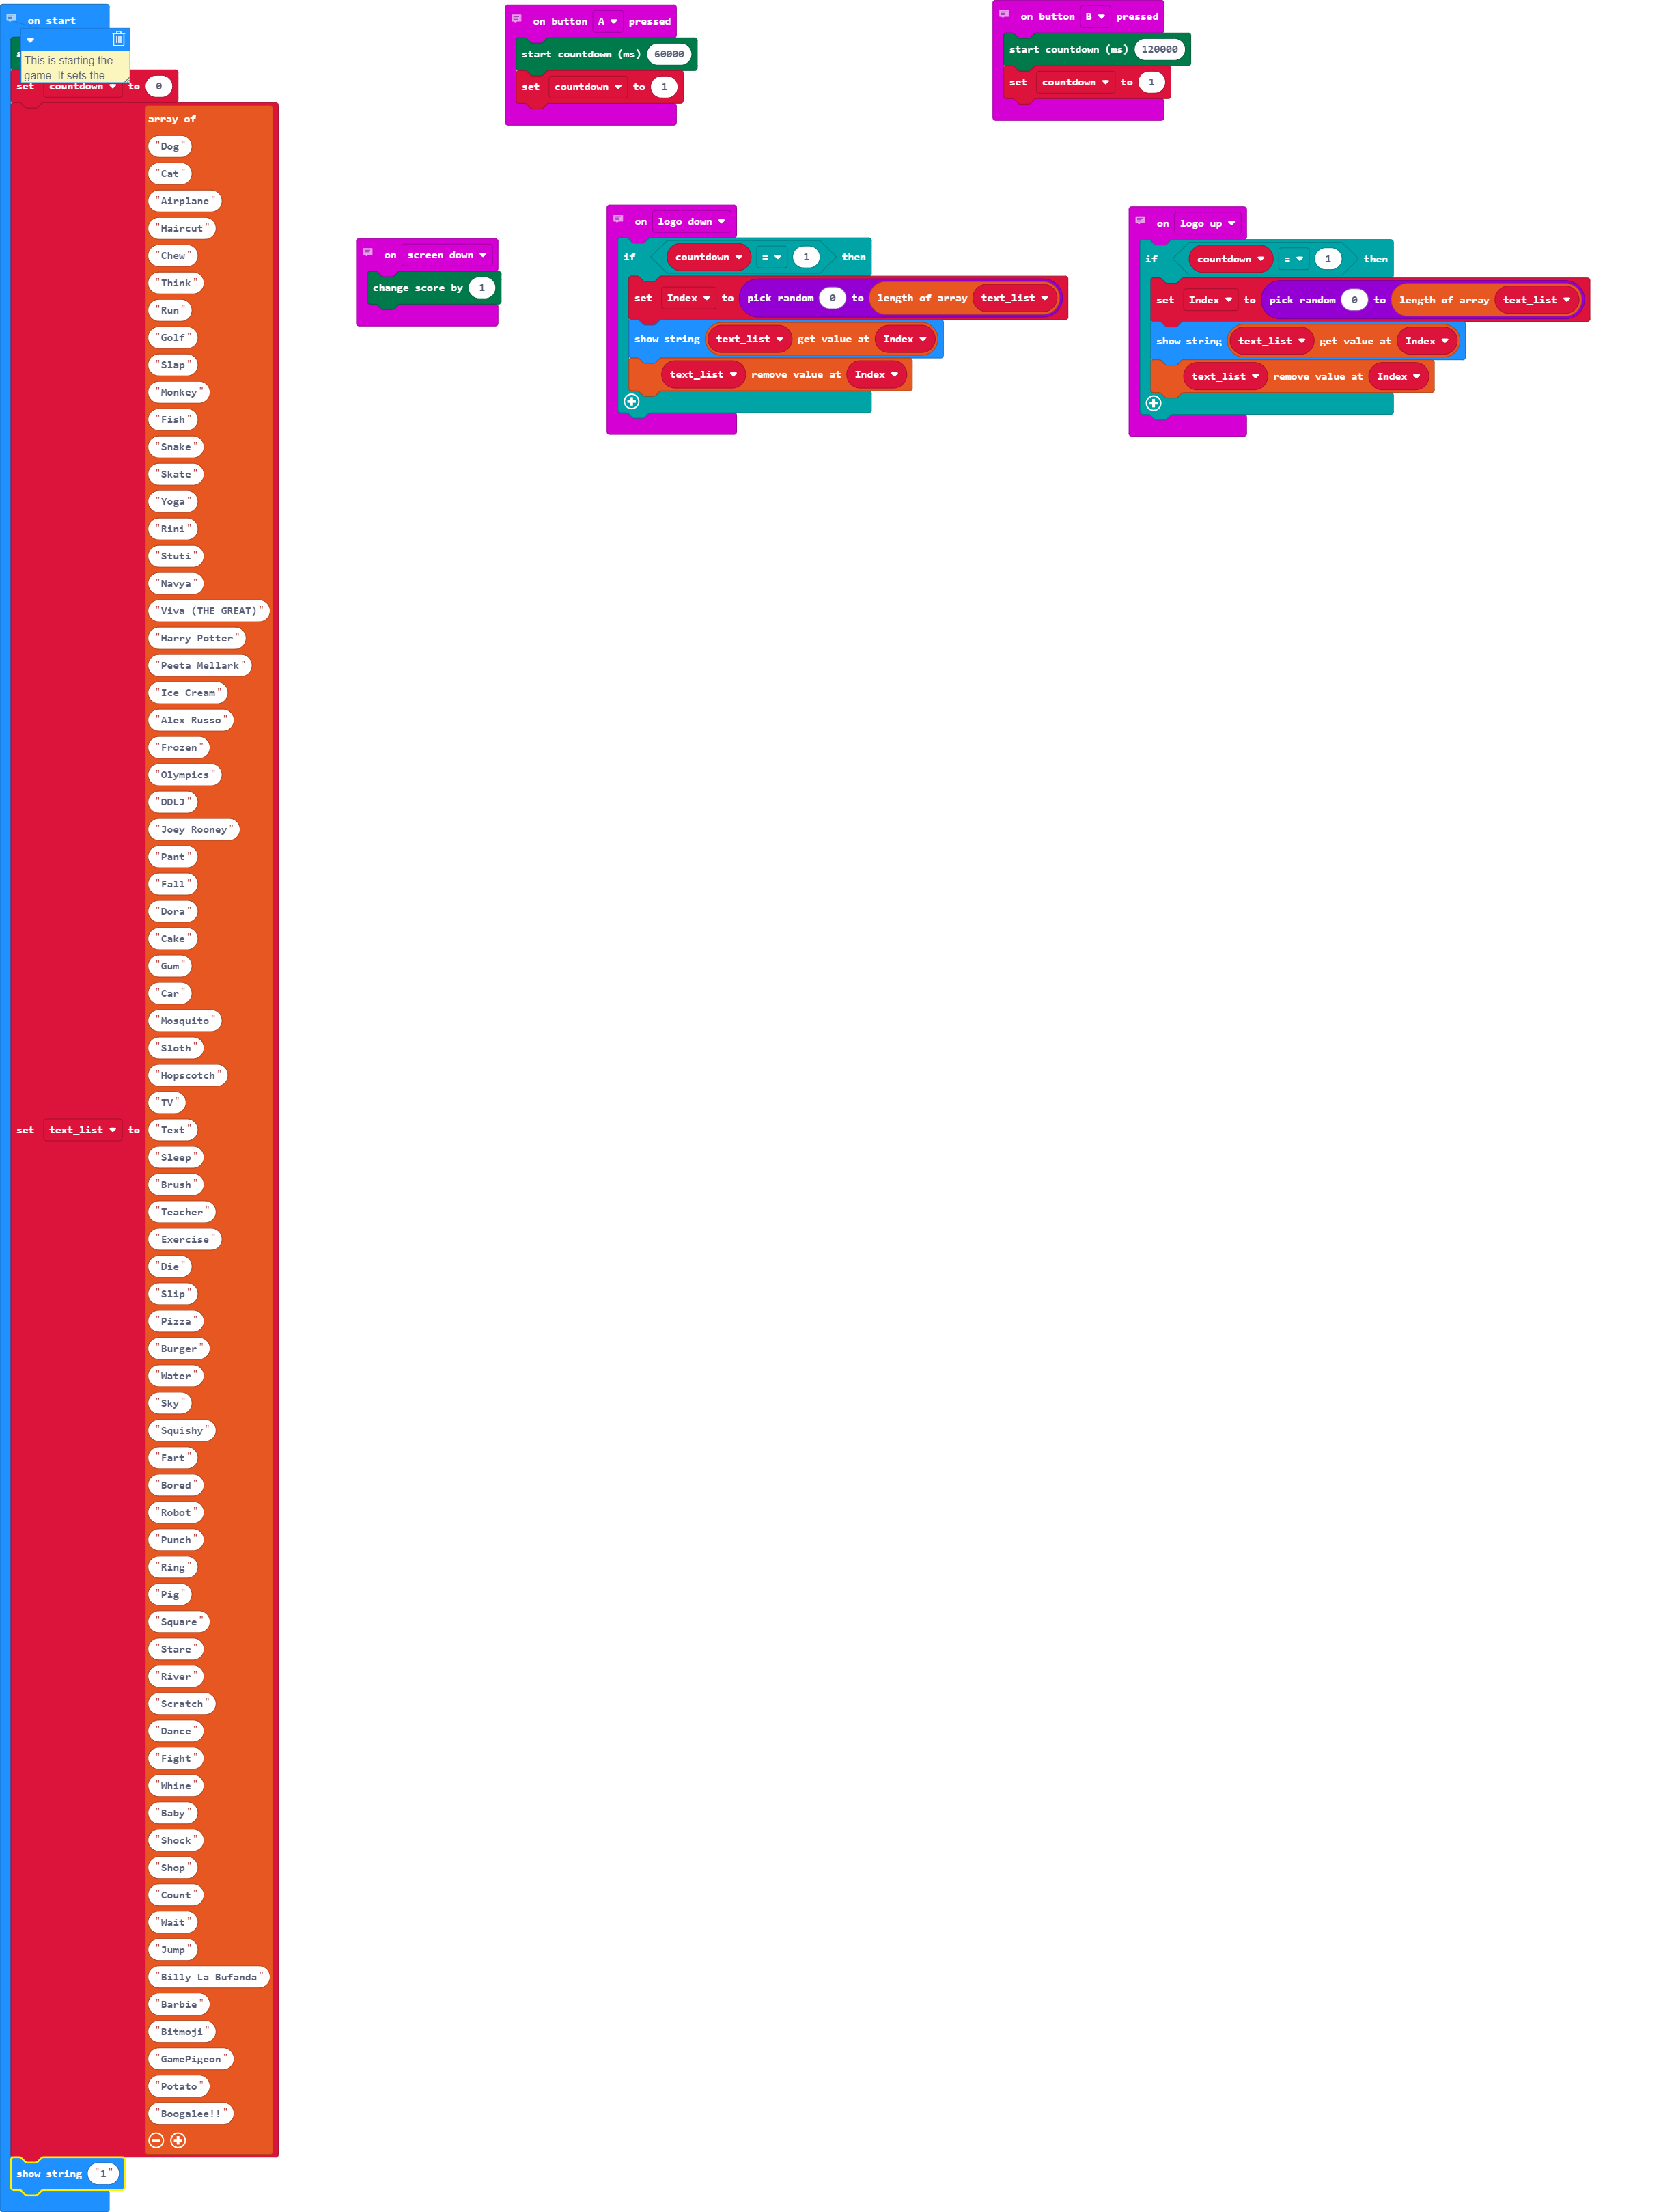 on start
This is starting the
game. It sets the
set countdown to 0
set text_list to
array of
"Dog"
"Cat"
"Airplane"
"Haircut"
"Chew"
"Think"
"Run"
"Golf"
"Slap"
"Monkey"
"Fish"
"Snake"
"Skate"
"Yoga"
"Rini"
"Stuti"
"Navya"
"Viva (THE GREAT)"
"Harry Potter"
"Peeta Mellark"
"Ice Cream"
"Alex Russo"
"Frozen"
"Olympics"
"DDLJ"
"Joey Rooney"
"Pant"
"Fall"
"Dora"
"Cake"
"Gum"
"Car"
"Mosquito"
"Sloth"
"Hopscotch"
"TV"
"Text"
"Sleep"
"Brush"
"Teacher"
"Exercise"
"Die"
"Slip"
"Pizza"
"Burger"
"Water"
"Sky"
"Squishy"
"Fart"
"Bored"
"Robot"
"Punch"
"Ring"
"Pig"
"Square"
"Stare"
"River"
"Scratch"
"Dance"
"Fight"
"Whine"
"Baby"
"Shock"
"Shop"
"Count"
"Wait"
"Jump"
"Billy La Bufanda"
"Barbie"
"Bitmoji"
"GamePigeon"
"Potato"
"Boogalee!!"
show string "1"
on button A pressed
start countdown (ms) 60000
set countdown to 1
on button B pressed
start countdown (ms) 120000
set countdown to 1
on screen down
change score by 1
on logo down
if countdown = 1 then
set Index to pick random 0 to length of array text_list
show string text_list get value at Index
text_list remove value at Index
on logo up
if countdown = 1 then
set Index to pick random 0 to length of array text_list
show string text_list get value at Index
text_list remove value at Index